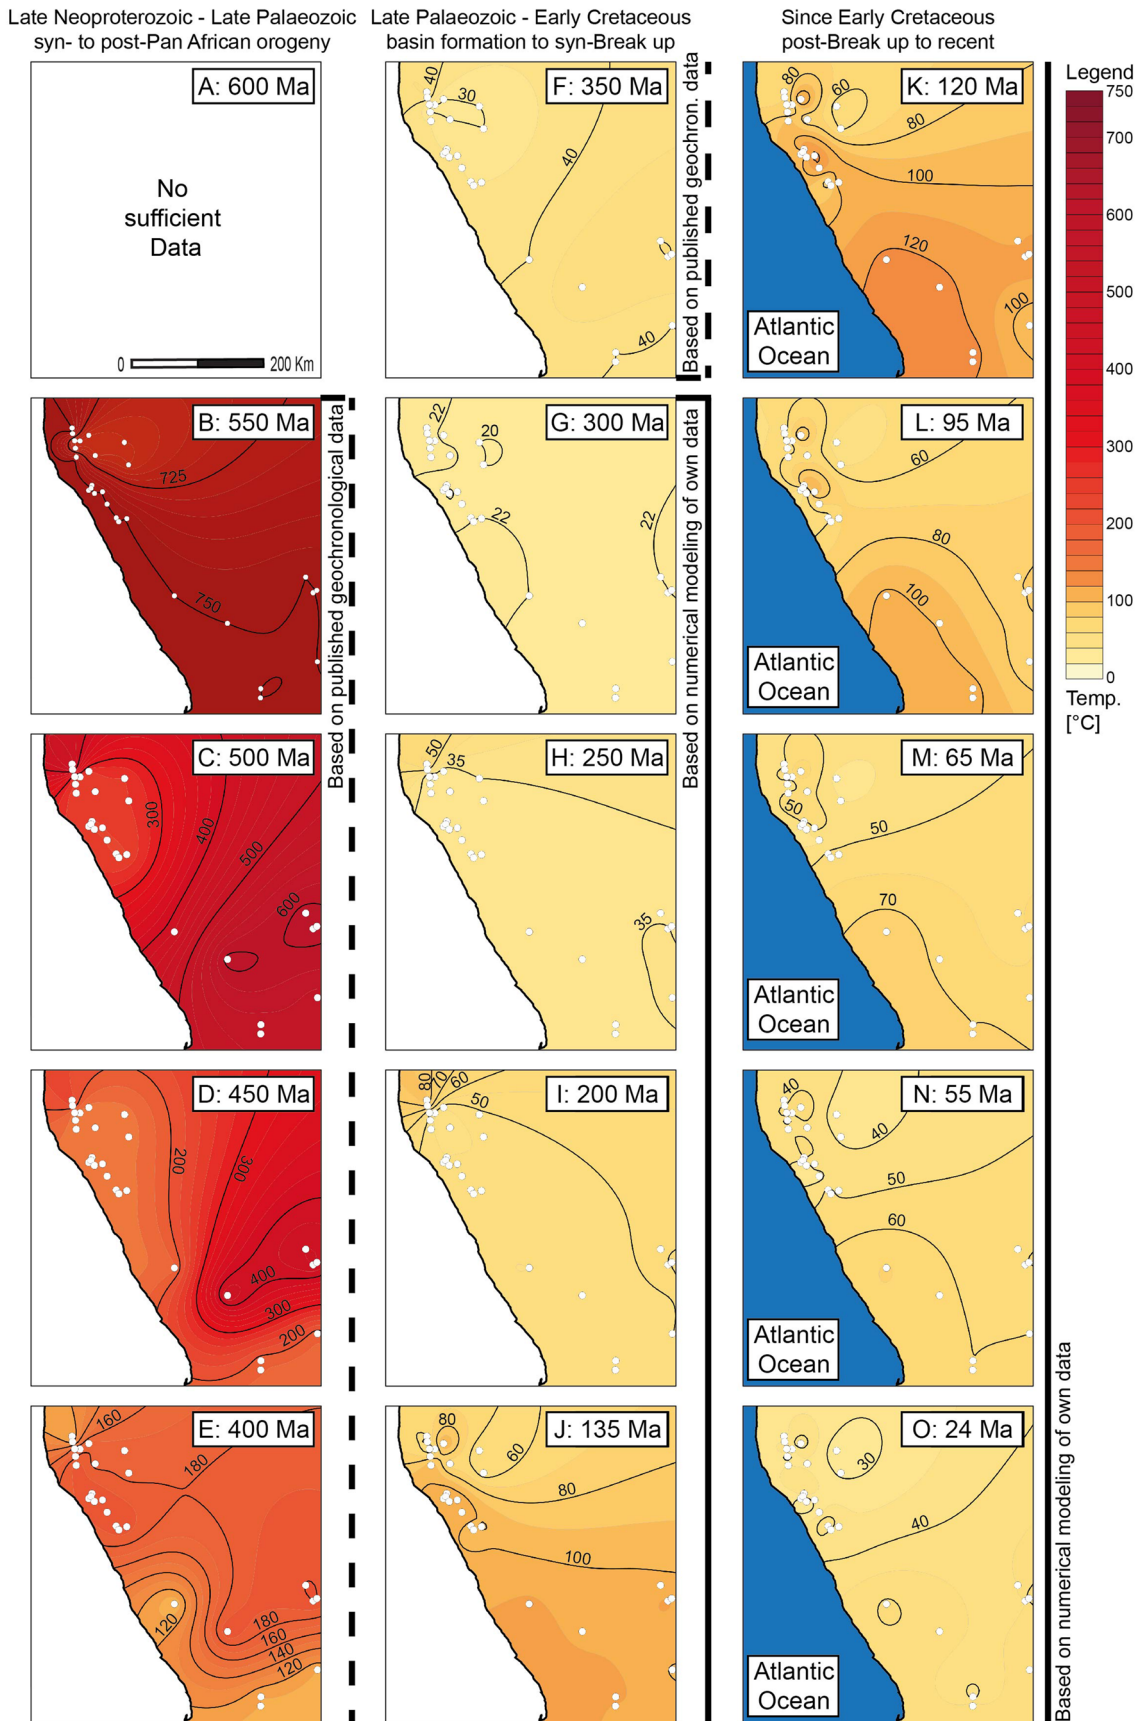 Late Neoproterozoic - Late Palaeozoic
syn- to post-Pan African orogeny
Late Palaeozoic - Early Cretaceous
basin formation to syn-Break up
Since Early Cretaceous
post-Break up to recent
A: 600 Ma
No
sufficient
Data
0
200 Km
B: 550 Ma
725
750
C: 500 Ma
300
400
500
600
D: 450 Ma
200
300
400
300
200
E: 400 Ma
160
180
120
180
160
140
120
Based on published geochronological data
F: 350 Ma
40
30
40
40
Based on published geochron. data
G: 300 Ma
22
20
22
22
H: 250 Ma
50
35
35
I: 200 Ma
80
70
60
50
J: 135 Ma
80
60
80
100
Based on numerical modeling of own data
K: 120 Ma
80
60
80
100
120
100
Atlantic
Ocean
L: 95 Ma
60
80
100
Atlantic
Ocean
M: 65 Ma
50
50
70
Atlantic
Ocean
N: 55 Ma
40
40
50
60
Atlantic
Ocean
O: 24 Ma
30
40
Atlantic
Ocean
Based on numerical modeling of own data
Legend
750
700
600
500
400
300
200
100
0
Temp.
[°C]